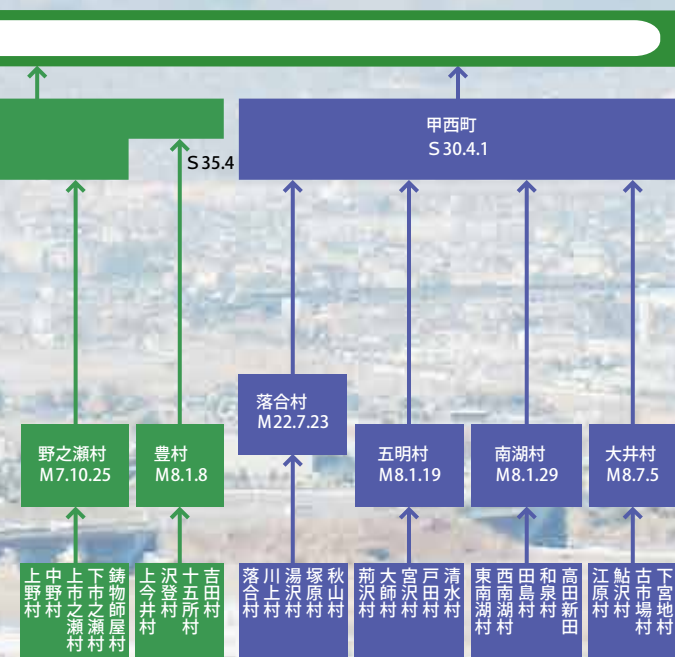 甲西町
S 30.4.1
S 35.4
落合村
M22.7.23
野之瀬村
M7.10.25
豊村
M8.1.8
五明村
M8.1.19
南湖村
M8.1.29
大井村
M8.7.5
上野村
中野村
上市之瀬村
下市之瀬村
鋳物師屋村
上今井村
沢登村
十五所村
吉田村
落合村
川上村
湯沢村
塚原村
秋山村
荊沢村
大師村
宮沢村
戸田村
清水村
東南湖村
西南湖村
田島村
和泉村
高田新田
江原村
鮎沢村
古市場村
下宮地村